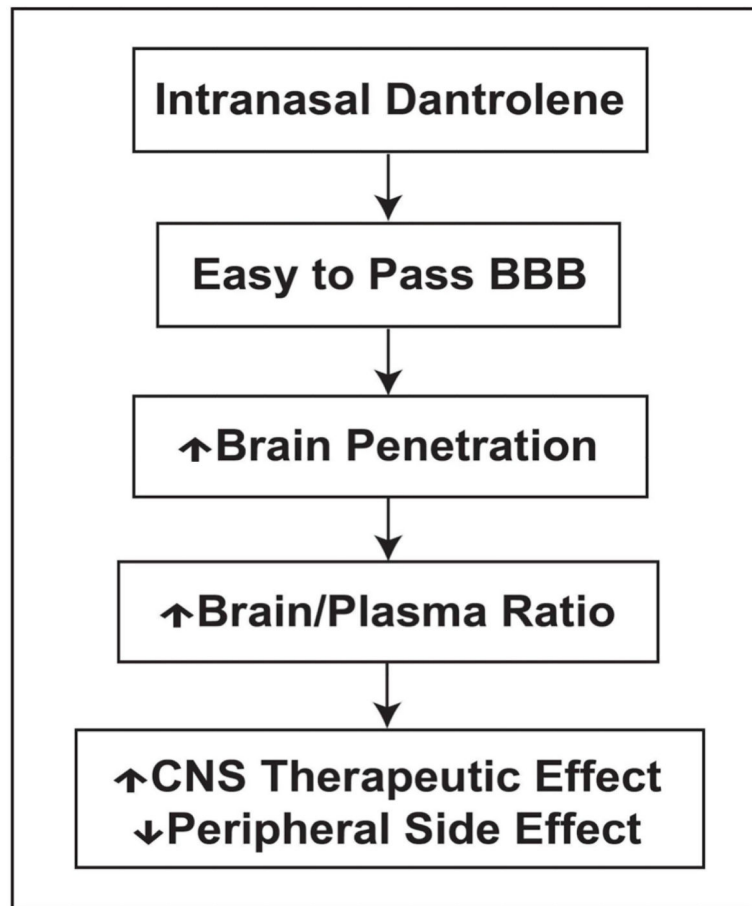 Intranasal Dantrolene
Easy to Pass BBB
↑Brain Penetration
↑Brain/Plasma Ratio
↑CNS Therapeutic Effect
↓Peripheral Side Effect